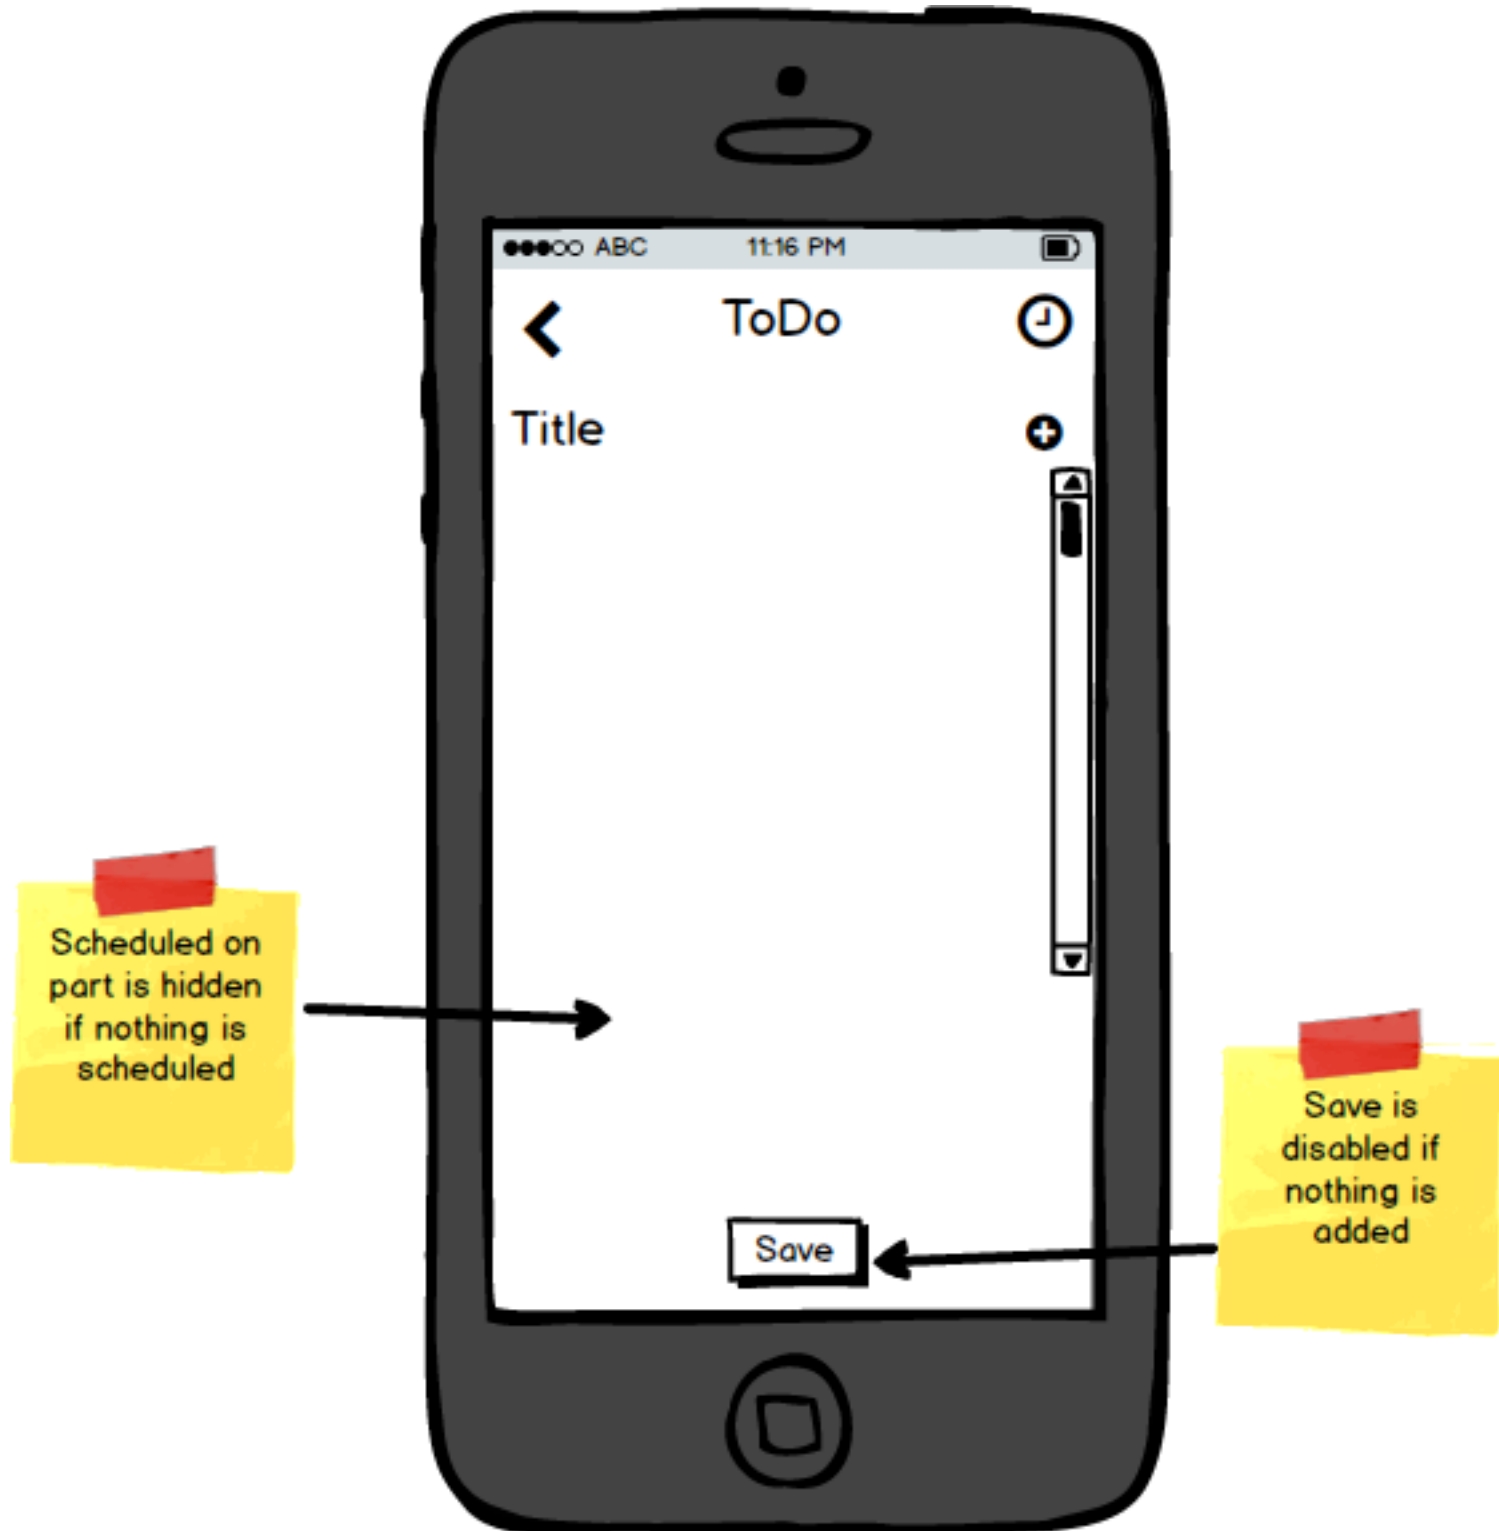 ABC 11:16 PM
ToDo
Title
Scheduled on
part is hidden
if nothing is
scheduled
Save is
disabled if
nothing is
added
Save